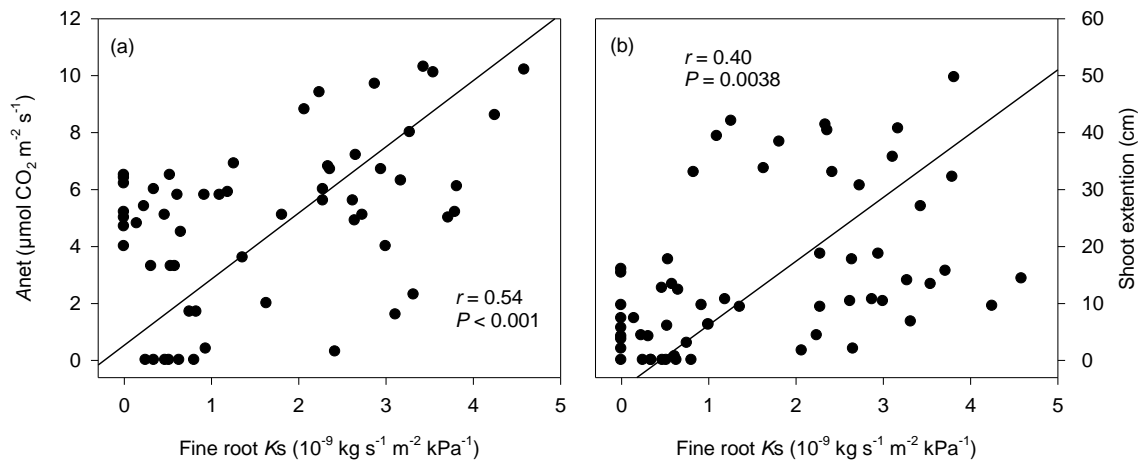 (a)
r = 0.54
P < 0.001
12
10
8
6
4
2
0
Anet (µmol CO₂ m⁻² s⁻¹)
0 1 2 3 4 5
Fine root Ks (10⁻⁹ kg s⁻¹ m⁻² kPa⁻¹)
(b)
r = 0.40
P = 0.0038
60
50
40
30
20
10
0
Shoot extention (cm)
0 1 2 3 4 5
Fine root Ks (10⁻⁹ kg s⁻¹ m⁻² kPa⁻¹)